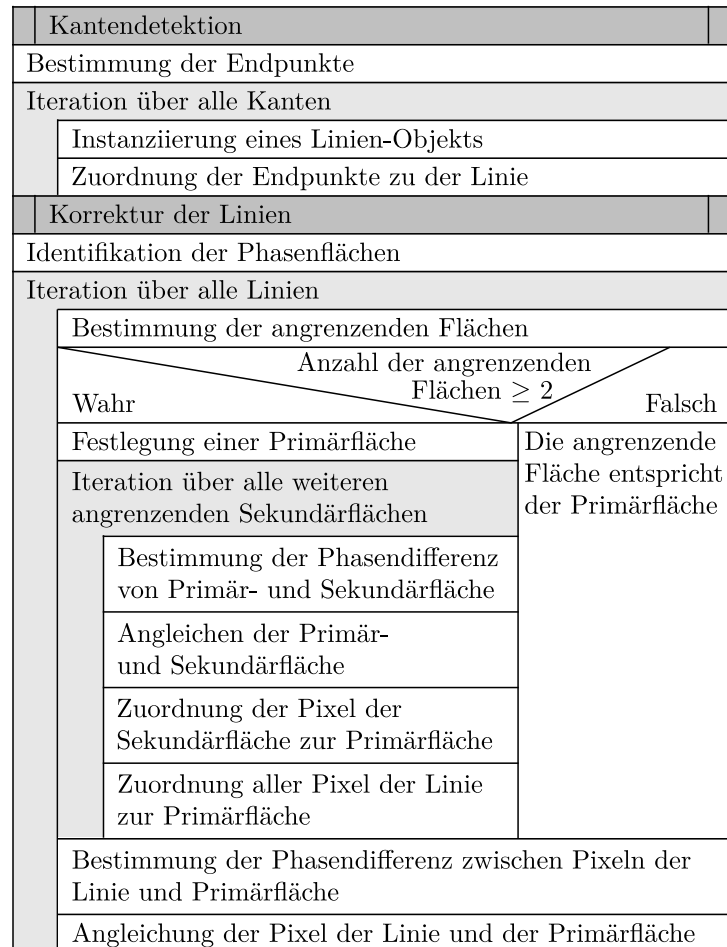 Kantendetektion
Bestimmung der Endpunkte
Iteration über alle Kanten
Instanziierung eines Linien-Objekts
Zuordnung der Endpunkte zu der Linie
Korrektur der Linien
Identifikation der Phasenflächen
Iteration über alle Linien
Bestimmung der angrenzenden Flächen
Anzahl der angrenzenden
Flächen ≥ 2
Wahr
Falsch
Festlegung einer Primärfläche
Iteration über alle weiteren
angrenzenden Sekundärflächen
Bestimmung der Phasendifferenz
von Primär- und Sekundärfläche
Angleichen der Primär-
und Sekundärfläche
Zuordnung der Pixel der
Sekundärfläche zur Primärfläche
Zuordnung aller Pixel der Linie
zur Primärfläche
Die angrenzende
Fläche entspricht
der Primärfläche
Bestimmung der Phasendifferenz zwischen Pixeln der
Linie und Primärfläche
Angleichung der Pixel der Linie und der Primärfläche